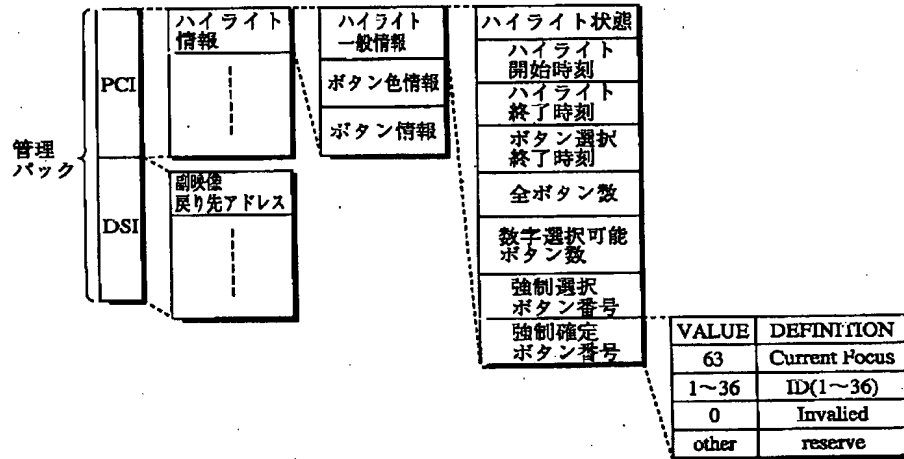 管理
パック
PCI
DSI
ハイライト
情報
副映像
戻り先アドレス
ハイライト
一般情報
ボタン色情報
ボタン情報
ハイライト状態
ハイライト
開始時刻
ハイライト
終了時刻
ボタン選択
終了時刻
全ボタン数
数字選択可能
ボタン数
強制選択
ボタン番号
強制確定
ボタン番号
VALUE DEFINITION
63 Current Focus
1~36 ID(1~36)
0 Invalied
other reserve